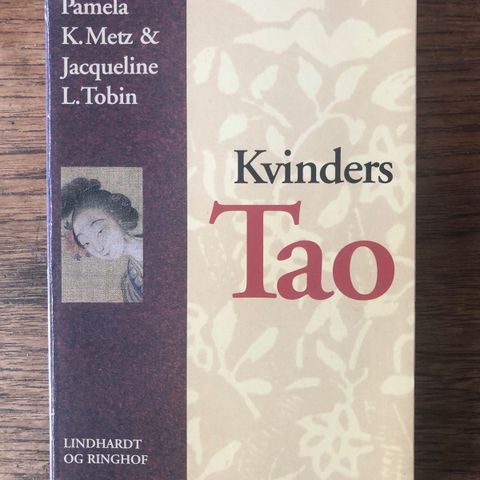 Pamela
K. Metz &
Jacqueline
L. Tobin
Kvinders
Tao
LINDHARDT
OG RINGHOF